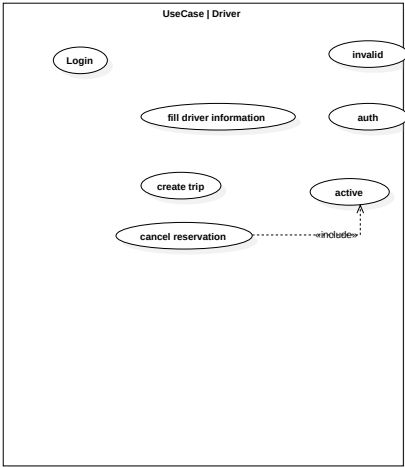 UseCase | Driver
Login
invalid
fill driver information
auth
create trip
active
cancel reservation
«include»